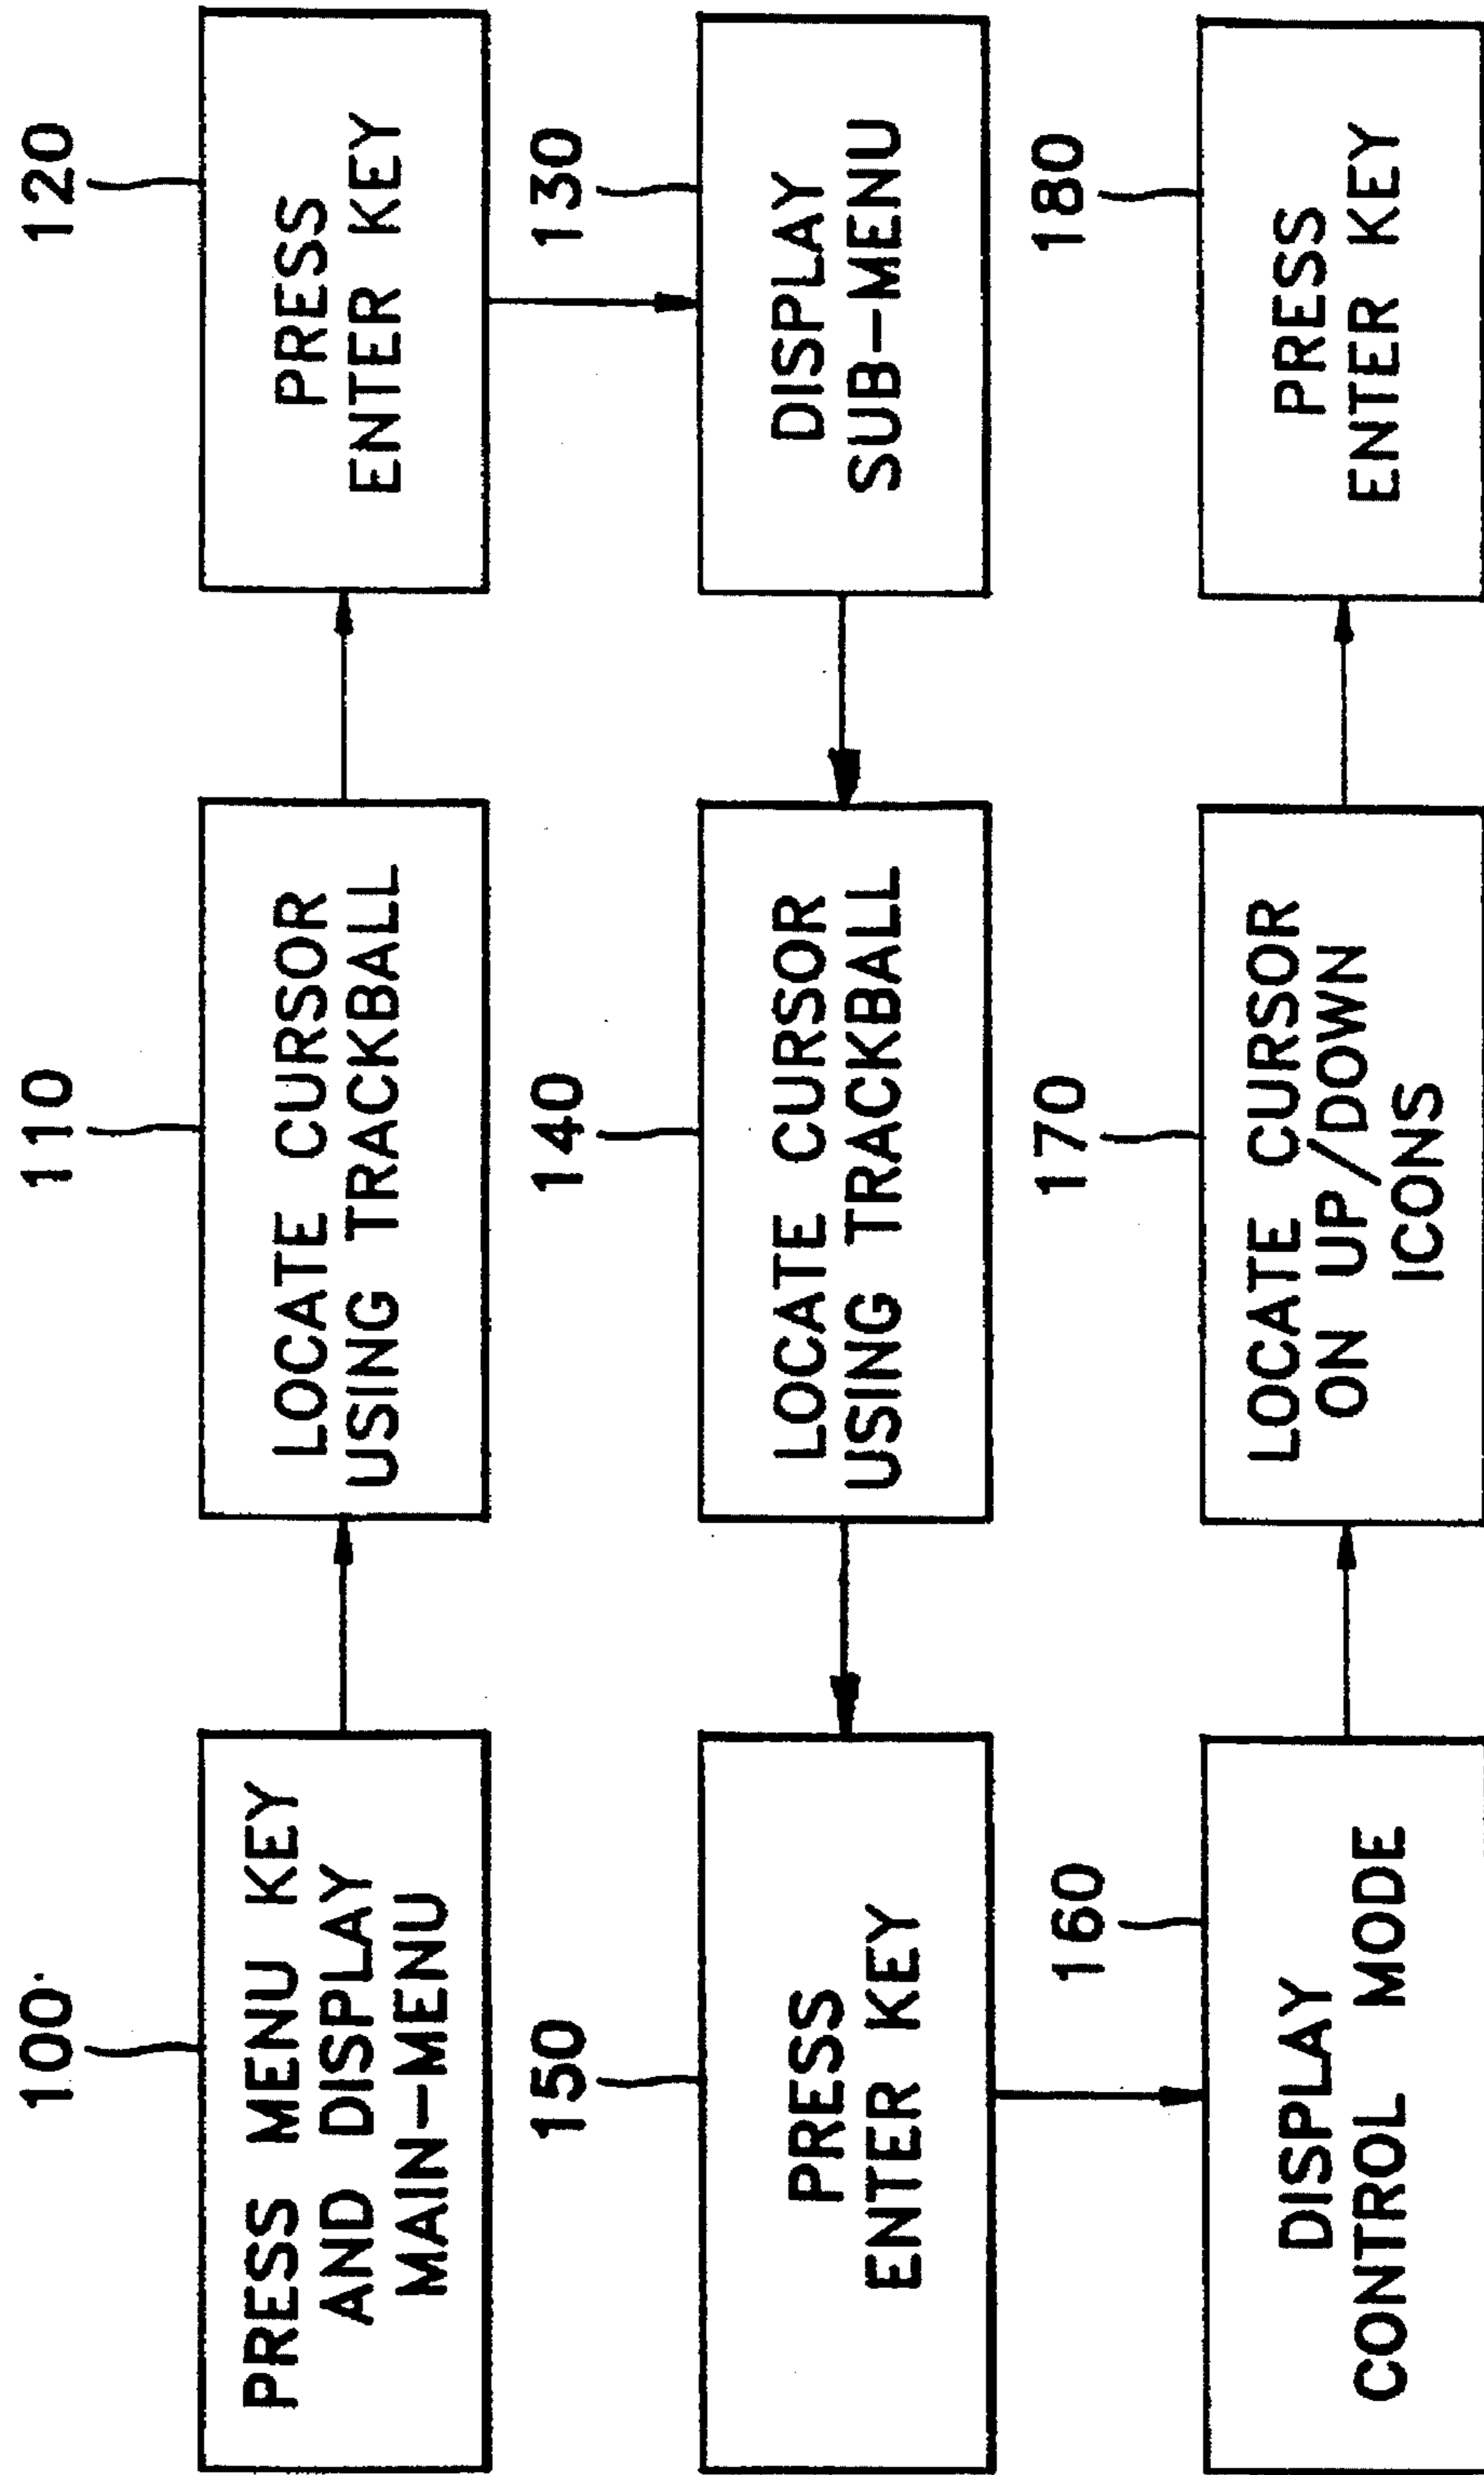 100
PRESS MENU KEY
AND DISPLAY
MAIN-MENU
110
LOCATE CURSOR
USING TRACKBALL
120
PRESS
ENTER KEY
130
DISPLAY
SUB-MENU
140
LOCATE CURSOR
USING TRACKBALL
150
PRESS
ENTER KEY
160
DISPLAY
CONTROL MODE
170
LOCATE CURSOR
ON UP/DOWN
ICONS
180
PRESS
ENTER KEY